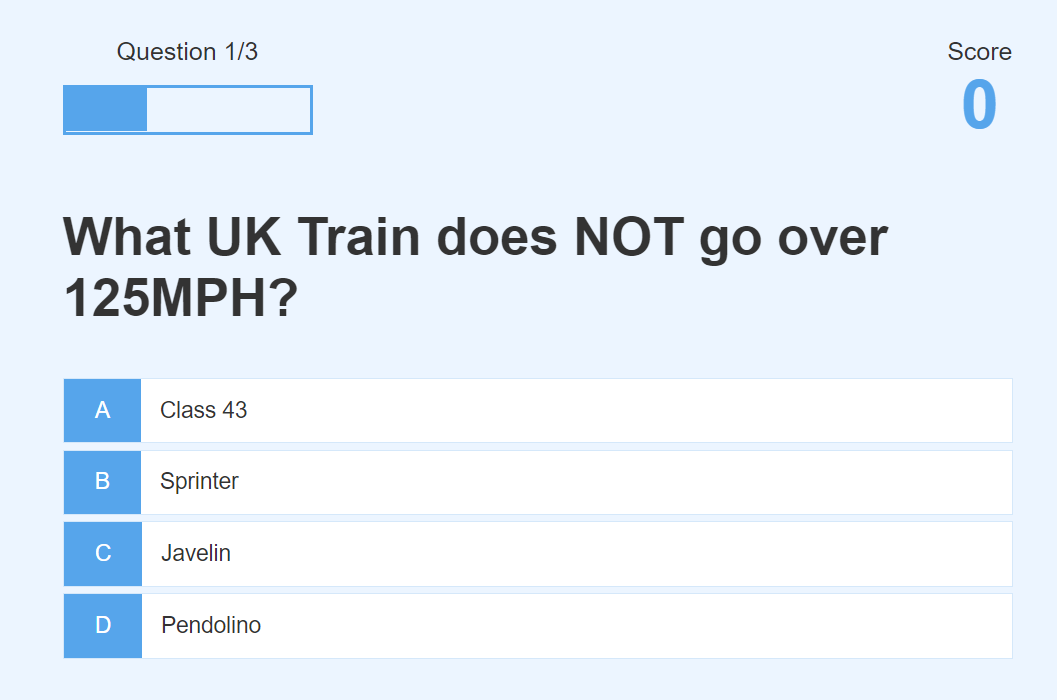 Question 1/3
Score
0
What UK Train does NOT go over
125MPH?
A Class 43
B Sprinter
C Javelin
D Pendolino